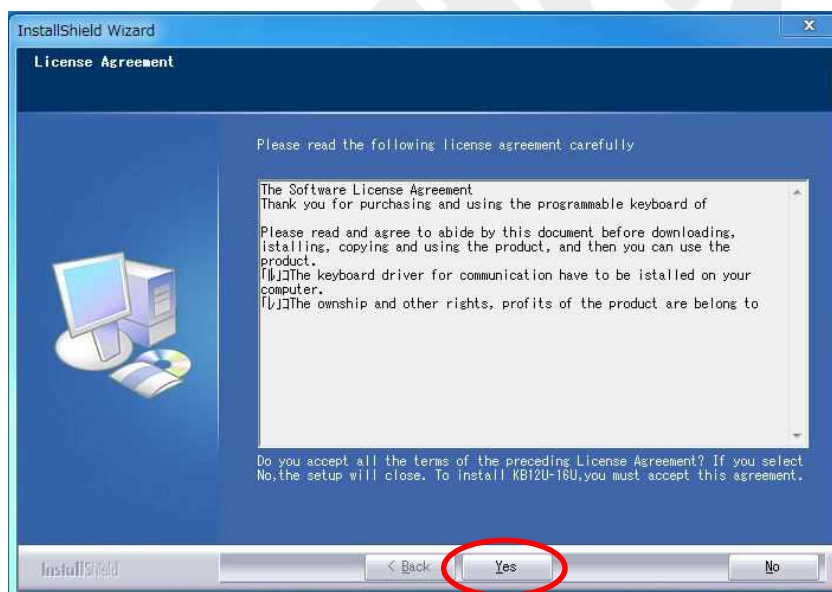 InstallShield Wizard
License Agreement
Please read the following license agreement carefully
The Software License Agreement
Thank you for purchasing and using the programmable keyboard of
Please read and agree to abide by this document before downloading,
istalling, copying and using the product, and then you can use the
product.
The keyboard driver for communication have to be istalled on your
computer.
The ownship and other rights, profits of the product are belong to
Do you accept all the terms of the preceding License Agreement? If you select
No,the setup will close. To install KB12U-16U,you must accept this agreement.
InstallShield
< Back
Yes
No